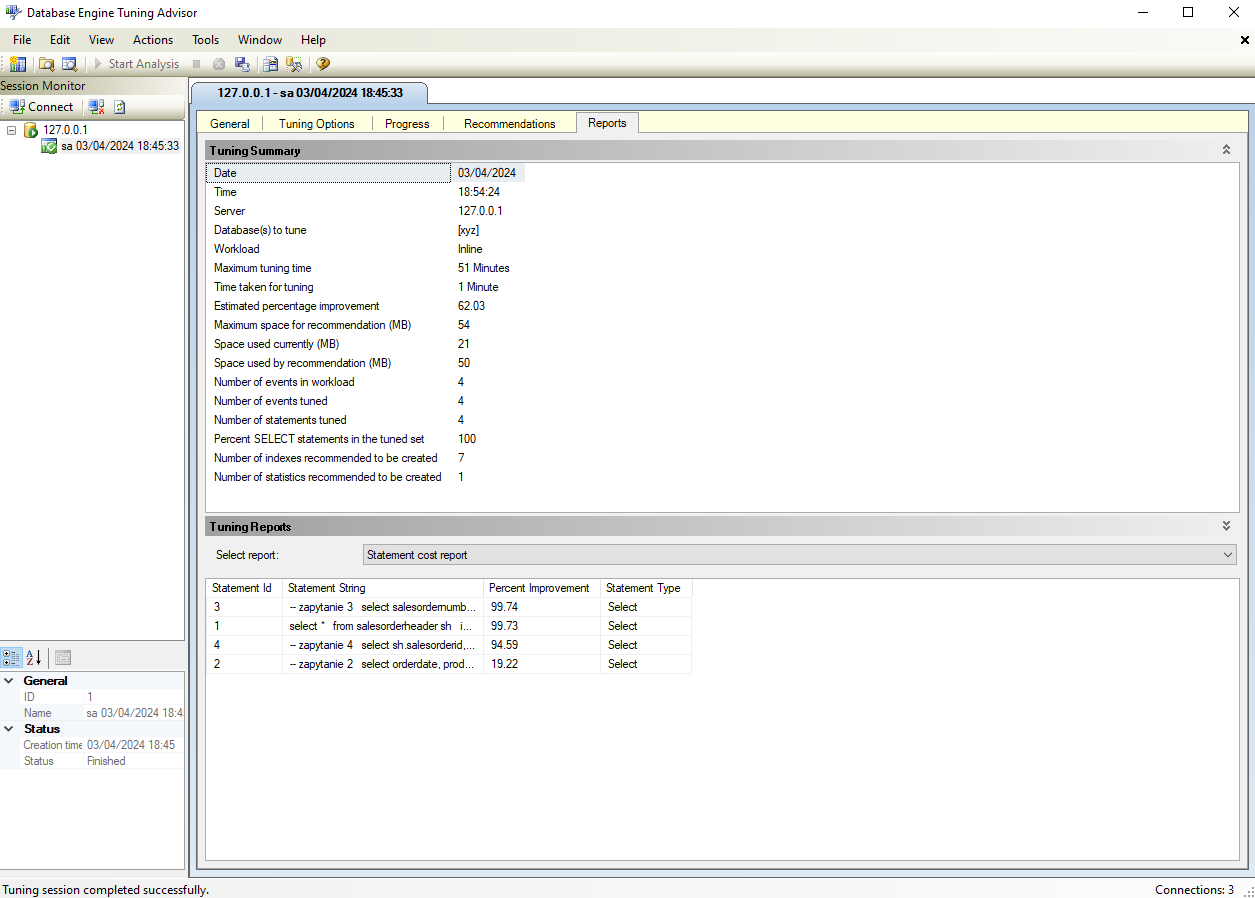 Database Engine Tuning Advisor
File Edit View Actions Tools Window Help
Start Analysis
Session Monitor
Connect
127.0.0.1
sa 03/04/2024 18:45:33
General
ID 1
Name sa 03/04/2024 18:4
Status
Creation time 03/04/2024 18:45
Status Finished
127.0.0.1 - sa 03/04/2024 18:45:33
General Tuning Options Progress Recommendations Reports
Tuning Summary
Date 03/04/2024
Time 18:54:24
Server 127.0.0.1
Database(s) to tune [xyz]
Workload Inline
Maximum tuning time 51 Minutes
Time taken for tuning 1 Minute
Estimated percentage improvement 62.03
Maximum space for recommendation (MB) 54
Space used currently (MB) 21
Space used by recommendation (MB) 50
Number of events in workload 4
Number of events tuned 4
Number of statements tuned 4
Percent SELECT statements in the tuned set 100
Number of indexes recommended to be created 7
Number of statistics recommended to be created 1
Tuning Reports
Select report: Statement cost report
Statement Id Statement String Percent Improvement Statement Type
3 -- zapytanie 3 select salesordernumb... 99.74 Select
1 select * from salesorderheader sh i... 99.73 Select
4 -- zapytanie 4 select sh.salesorderid,... 94.59 Select
2 -- zapytanie 2 select orderdate, prod... 19.22 Select
Tuning session completed successfully.
Connections: 3